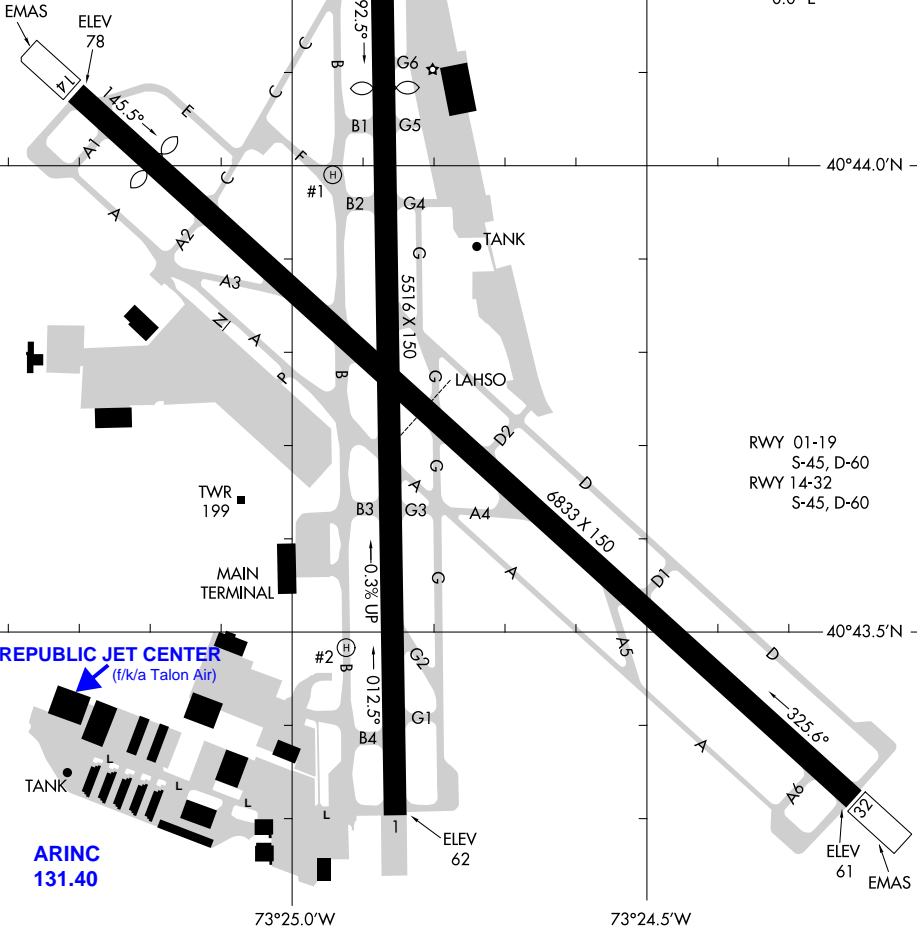 EMAS
ELEV
78
14
145.5°
A1
E
C
C
C
F
B
192.5°
G6
B1
G5
#1
H
B2
G4
0.0° E
40°44.0'N
A
A2
A3
G
TANK
5516 X 150
ZI
A
P
B
G
LAHSO
D2
D
RWY 01-19
S-45, D-60
RWY 14-32
S-45, D-60
G
A
TWR
199
B3
G3
A4
6833 X 150
MAIN
TERMINAL
0.3% UP
G
A
D1
40°43.5'N
REPUBLIC JET CENTER
(f/k/a Talon Air)
#2
H
B
G2
A5
D
012.5°
G1
325.6°
B4
A
TANK
L
L
L
L
A6
1
ELEV
62
32
ELEV
61
EMAS
ARINC
131.40
73°25.0'W
73°24.5'W